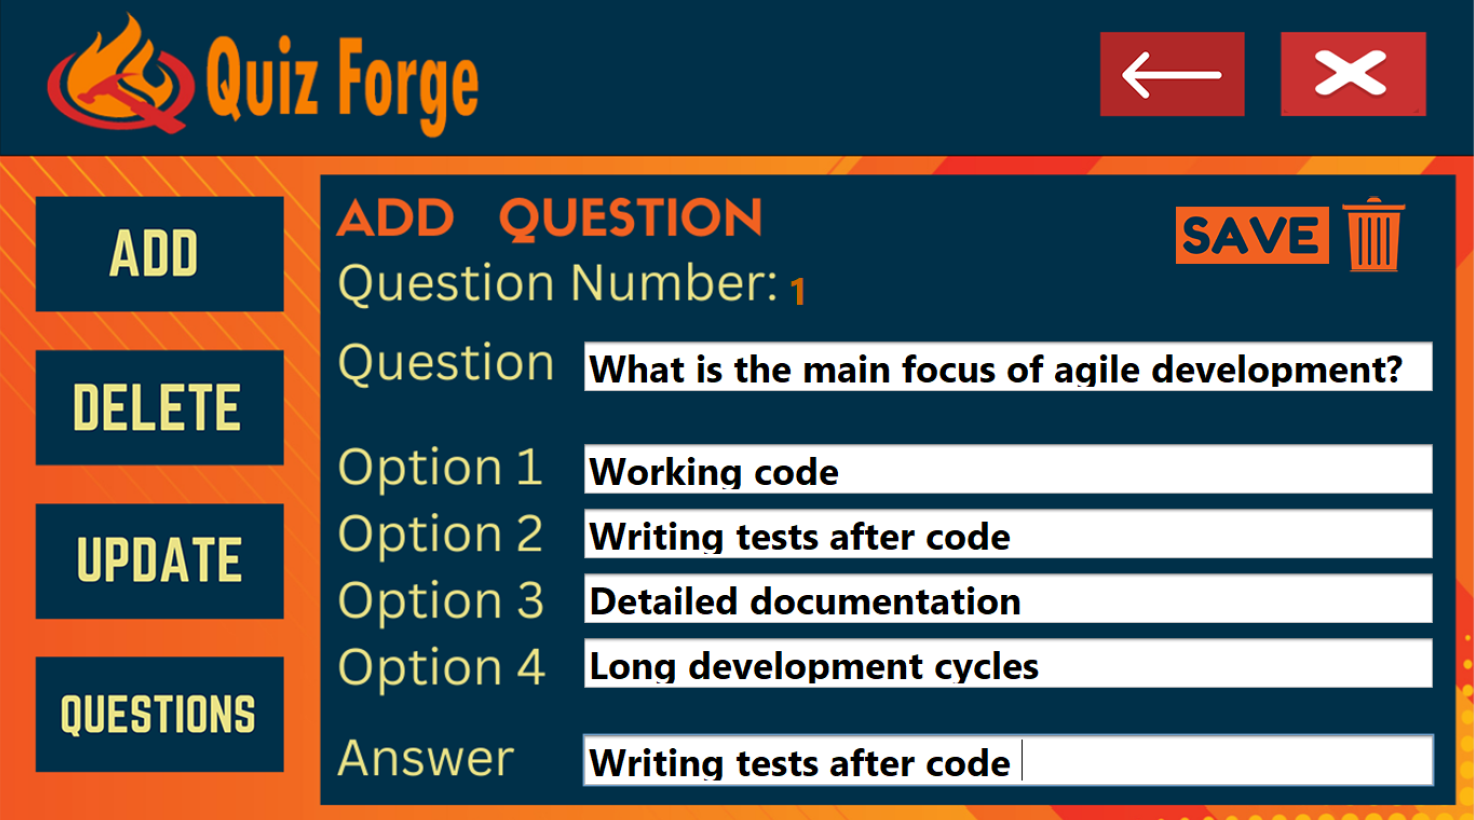 Quiz Forge
ADD QUESTION
SAVE
Question Number: 1
Question What is the main focus of agile development?
Option 1 Working code
Option 2 Writing tests after code
Option 3 Detailed documentation
Option 4 Long development cycles
Answer Writing tests after code
ADD
DELETE
UPDATE
QUESTIONS